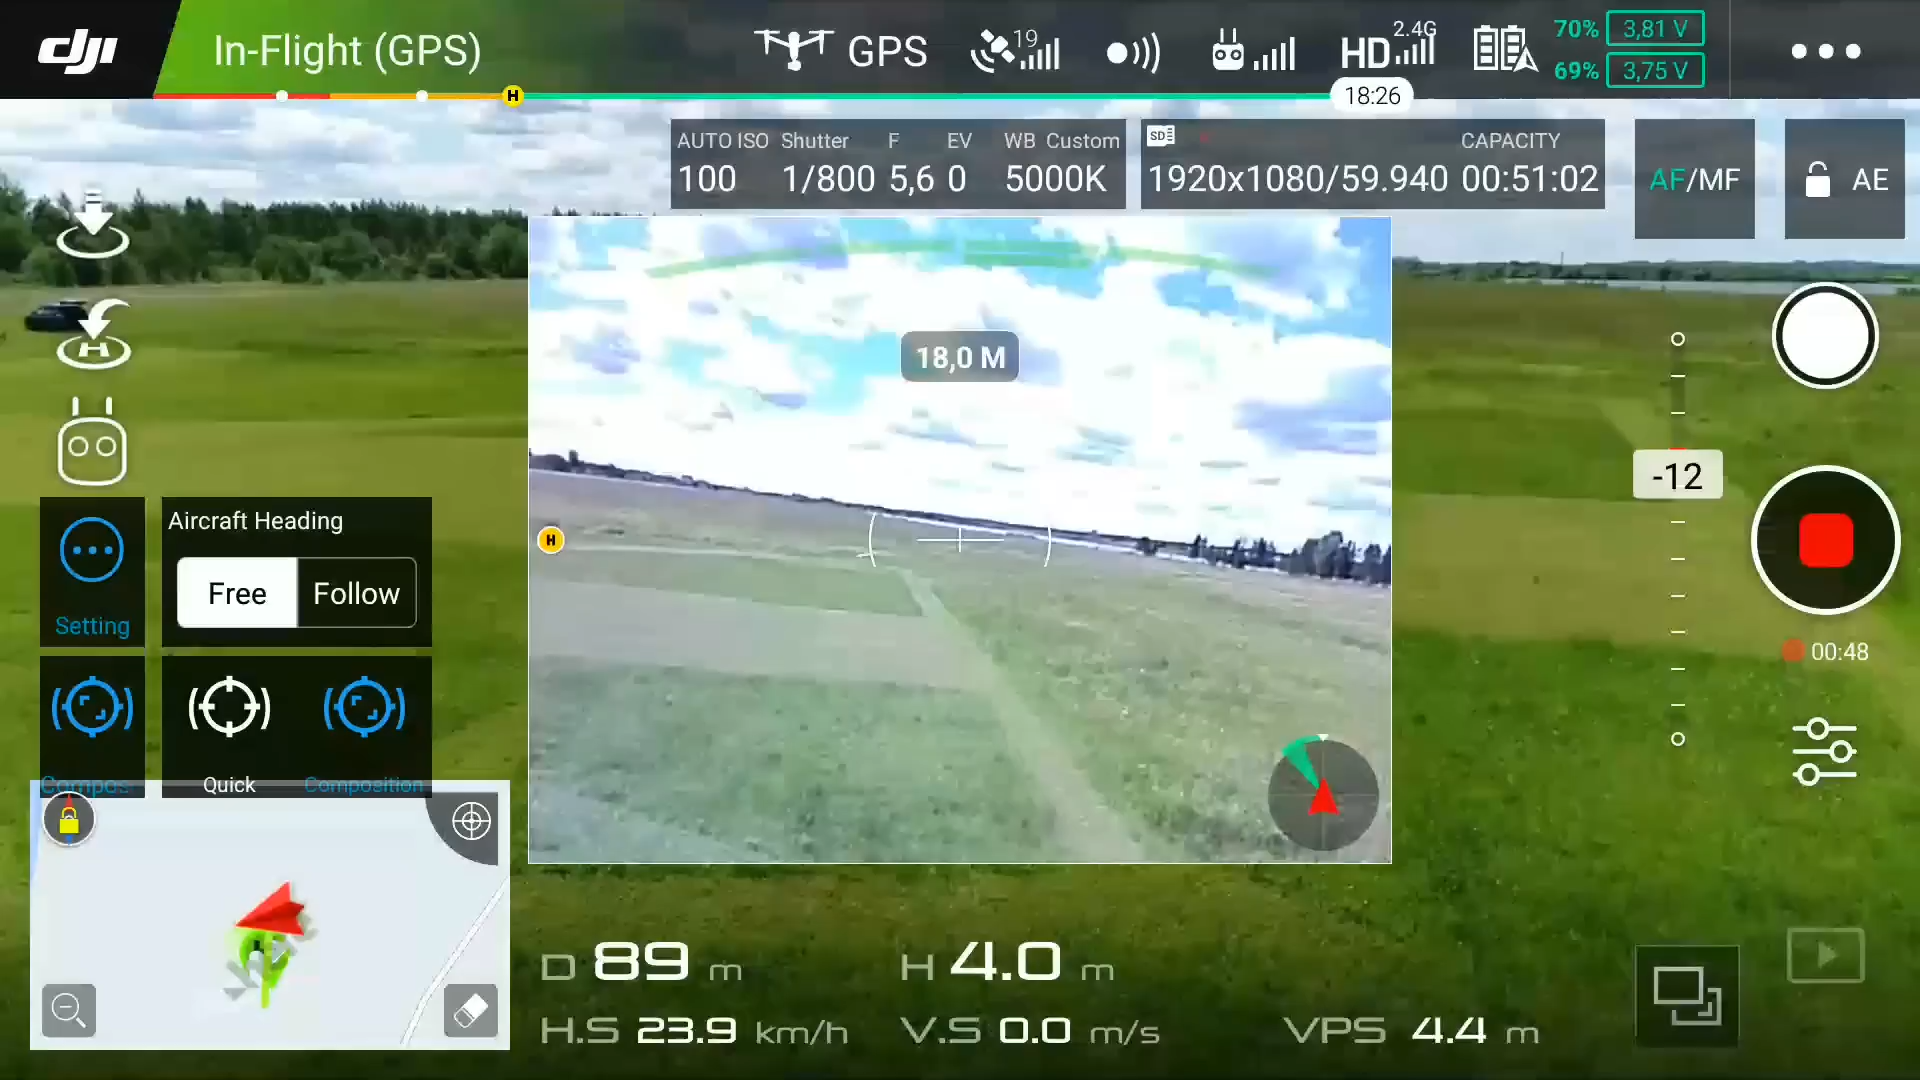 dji In-Flight (GPS) GPS 19 HD 2.4G 70% 3,81 V
69% 3,75 V
H 18:26
AUTO ISO Shutter F EV WB Custom SD CAPACITY
100 1/800 5,6 0 5000K 1920x1080/59.940 00:51:02 AF/MF AE
18,0 M
H
-12
Aircraft Heading
Free Follow
Setting
00:48
Compos
Quick Composition
H
D 89 m H 4.0 m
H.S 23.9 km/h V.S 0.0 m/s VPS 4.4 m